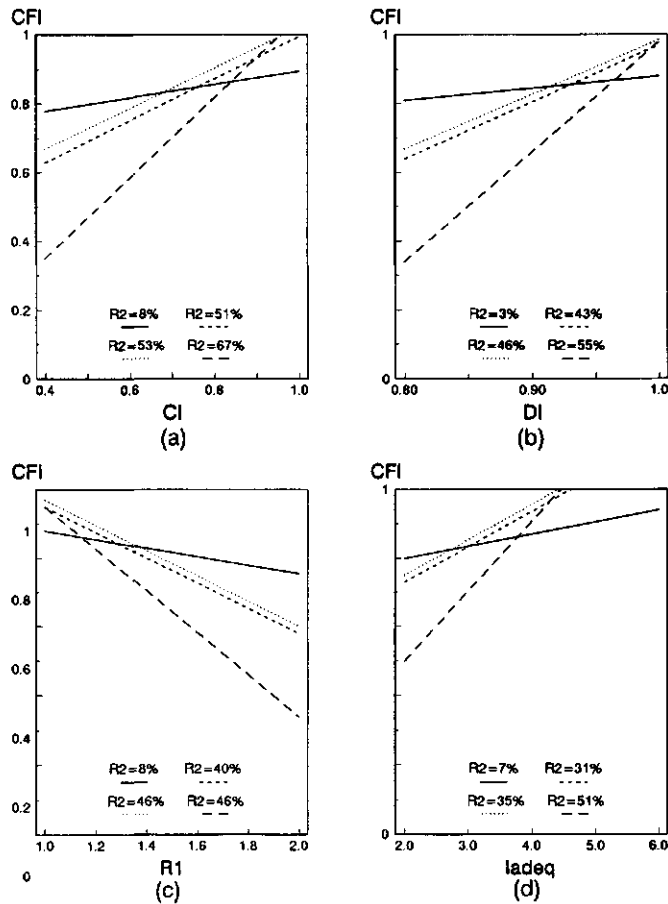 CFI
1
0.8
0.6
0.4
0.2
0
R2=8% R2=51%
R2=53% R2=67%
0.4 0.6 0.8 1.0
CI
(a)
CFI
1
0
R2=3% R2=43%
R2=46% R2=55%
0.80 0.90 1.0
DI
(b)
CFI
1
0.8
0.6
0.4
0.2
0
R2=8% R2=40%
R2=46% R2=46%
1.0 1.2 1.4 1.6 1.8 2.0
R1
(c)
CFI
1
0
R2=7% R2=31%
R2=35% R2=51%
2.0 3.0 4.0 5.0 6.0
Iadeq
(d)